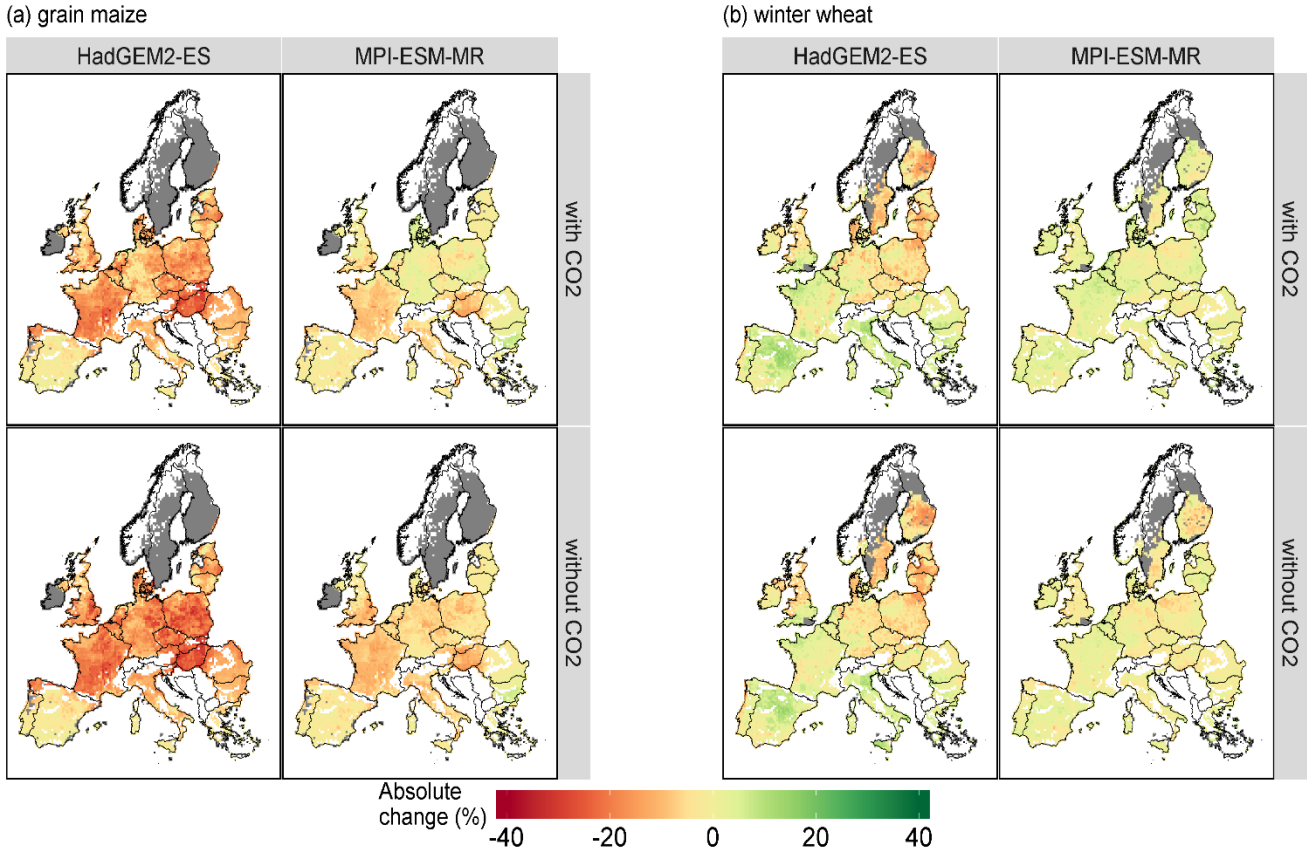 (a) grain maize
(b) winter wheat
HadGEM2-ES
MPI-ESM-MR
HadGEM2-ES
MPI-ESM-MR
with CO2
with CO2
without CO2
without CO2
Absolute
change (%)
-40
-20
0
20
40